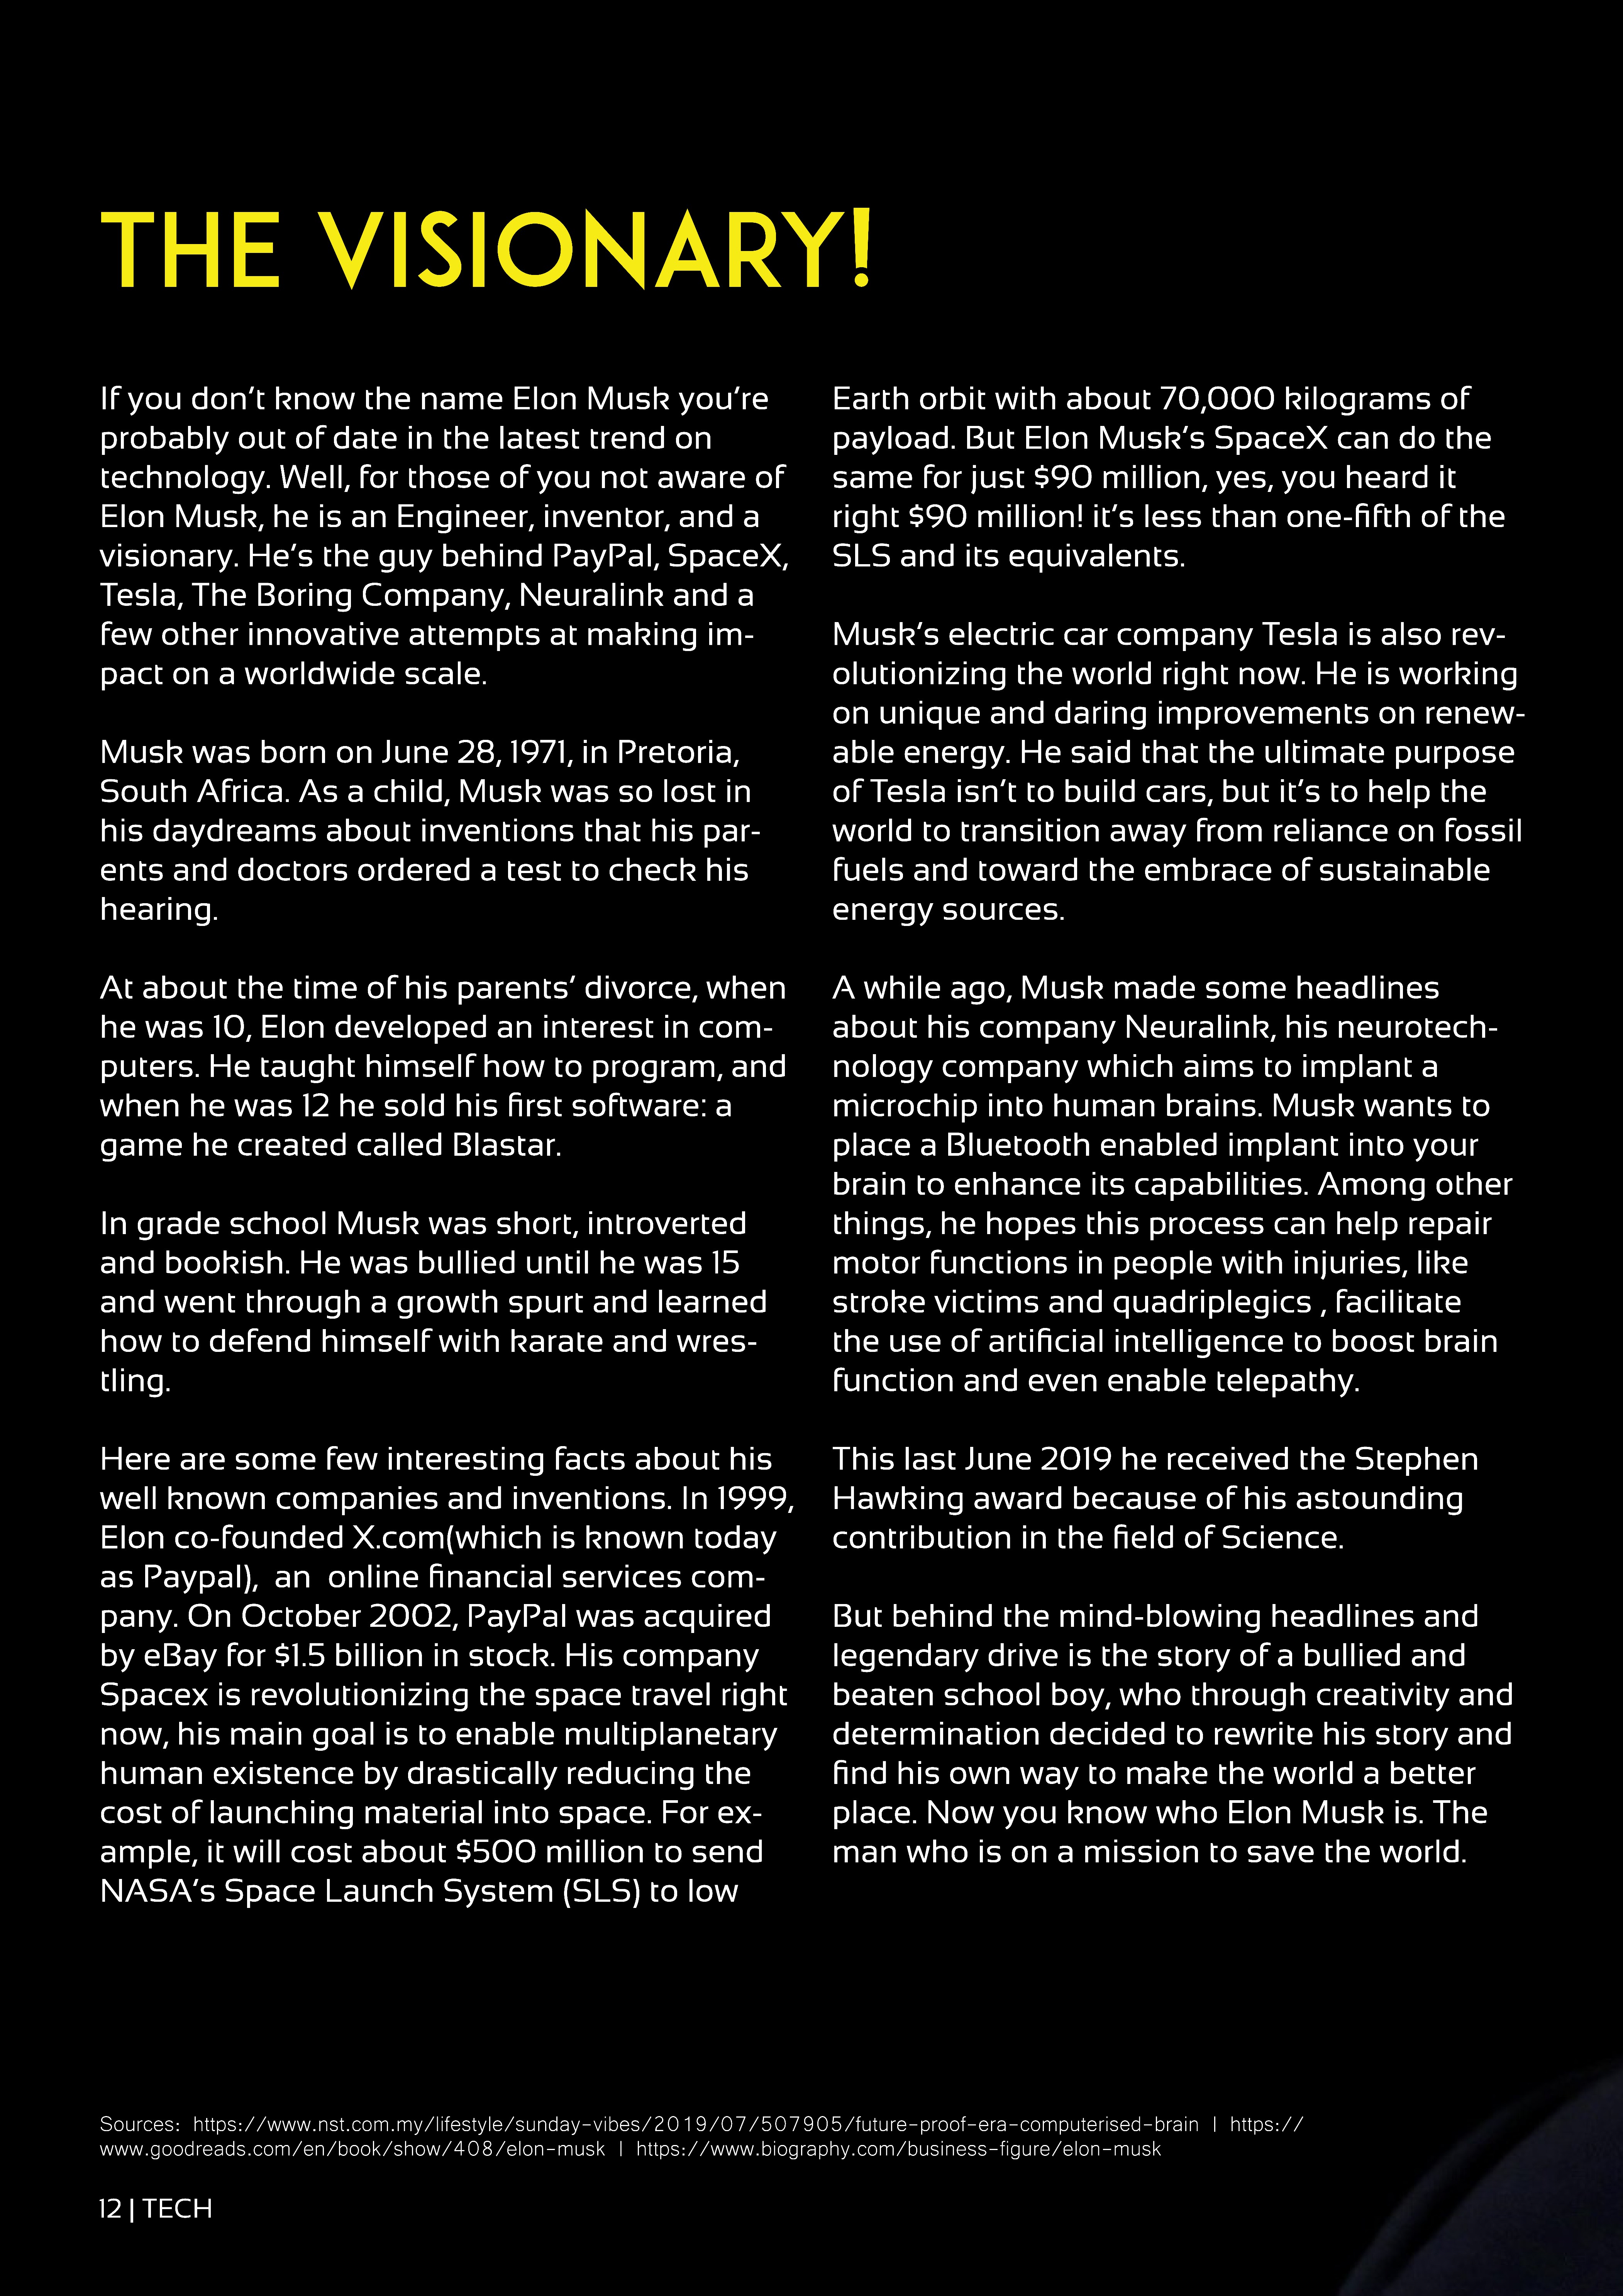 THE VISIONARY!
If you don't know the name Elon Musk you're
probably out of date in the latest trend on
technology. Well, for those of you not aware of
Elon Musk, he is an Engineer, inventor, and a
visionary. He's the guy behind PayPal, SpaceX,
Tesla, The Boring Company, Neuralink and a
few other innovative attempts at making im-
pact on a worldwide scale.
Musk was born on June 28, 1971, in Pretoria,
South Africa. As a child, Musk was so lost in
his daydreams about inventions that his par-
ents and doctors ordered a test to check his
hearing.
At about the time of his parents' divorce, when
he was 10, Elon developed an interest in com-
puters. He taught himself how to program, and
when he was 12 he sold his first software: a
game he created called Blastar.
In grade school Musk was short, introverted
and bookish. He was bullied until he was 15
and went through a growth spurt and learned
how to defend himself with karate and wres-
tling.
Here are some few interesting facts about his
well known companies and inventions. In 1999,
Elon co-founded X.com(which is known today
as Paypal),  an  online financial services com-
pany. On October 2002, PayPal was acquired
by eBay for $1.5 billion in stock. His company
Spacex is revolutionizing the space travel right
now, his main goal is to enable multiplanetary
human existence by drastically reducing the
cost of launching material into space. For ex-
ample, it will cost about $500 million to send
NASA's Space Launch System (SLS) to low
Earth orbit with about 70,000 kilograms of
payload. But Elon Musk's SpaceX can do the
same for just $90 million, yes, you heard it
right $90 million! it's less than one-fifth of the
SLS and its equivalents.
Musk's electric car company Tesla is also rev-
olutionizing the world right now. He is working
on unique and daring improvements on renew-
able energy. He said that the ultimate purpose
of Tesla isn't to build cars, but it's to help the
world to transition away from reliance on fossil
fuels and toward the embrace of sustainable
energy sources.
A while ago, Musk made some headlines
about his company Neuralink, his neurotech-
nology company which aims to implant a
microchip into human brains. Musk wants to
place a Bluetooth enabled implant into your
brain to enhance its capabilities. Among other
things, he hopes this process can help repair
motor functions in people with injuries, like
stroke victims and quadriplegics , facilitate
the use of artificial intelligence to boost brain
function and even enable telepathy.
This last June 2019 he received the Stephen
Hawking award because of his astounding
contribution in the field of Science.
But behind the mind-blowing headlines and
legendary drive is the story of a bullied and
beaten school boy, who through creativity and
determination decided to rewrite his story and
find his own way to make the world a better
place. Now you know who Elon Musk is. The
man who is on a mission to save the world.
Sources:  https://www.nst.com.my/lifestyle/sunday-vibes/2019/07/507905/future-proof-era-computerised-brain | https://
www.goodreads.com/en/book/show/408/elon-musk | https://www.biography.com/business-figure/elon-musk
12 | TECH